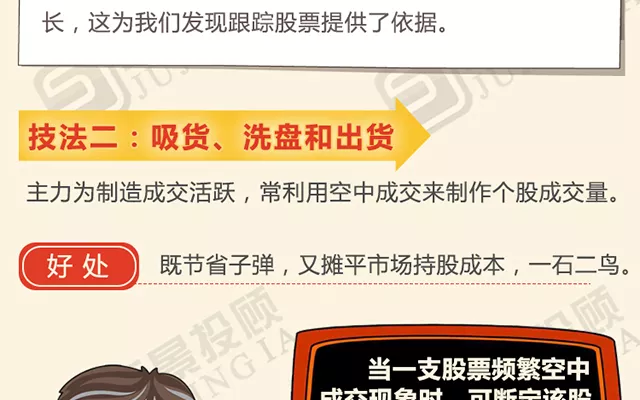 长，这为我们发现跟踪股票提供了依据。
技法二：吸货、洗盘和出货
主力为制造成交活跃，常利用空中成交来制作个股成交量。
好处 既节省子弹，又摊平市场持股成本，一石二鸟。
当一支股票频繁空中
成交现象时，可断定该股